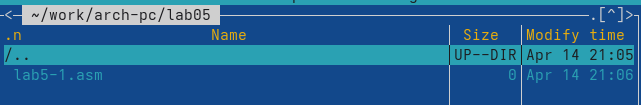 <─ ~/work/arch-pc/lab05 ─.[^]>
.n Name Size Modify time
/.. UP--DIR Apr 14 21:05
lab5-1.asm 0 Apr 14 21:06